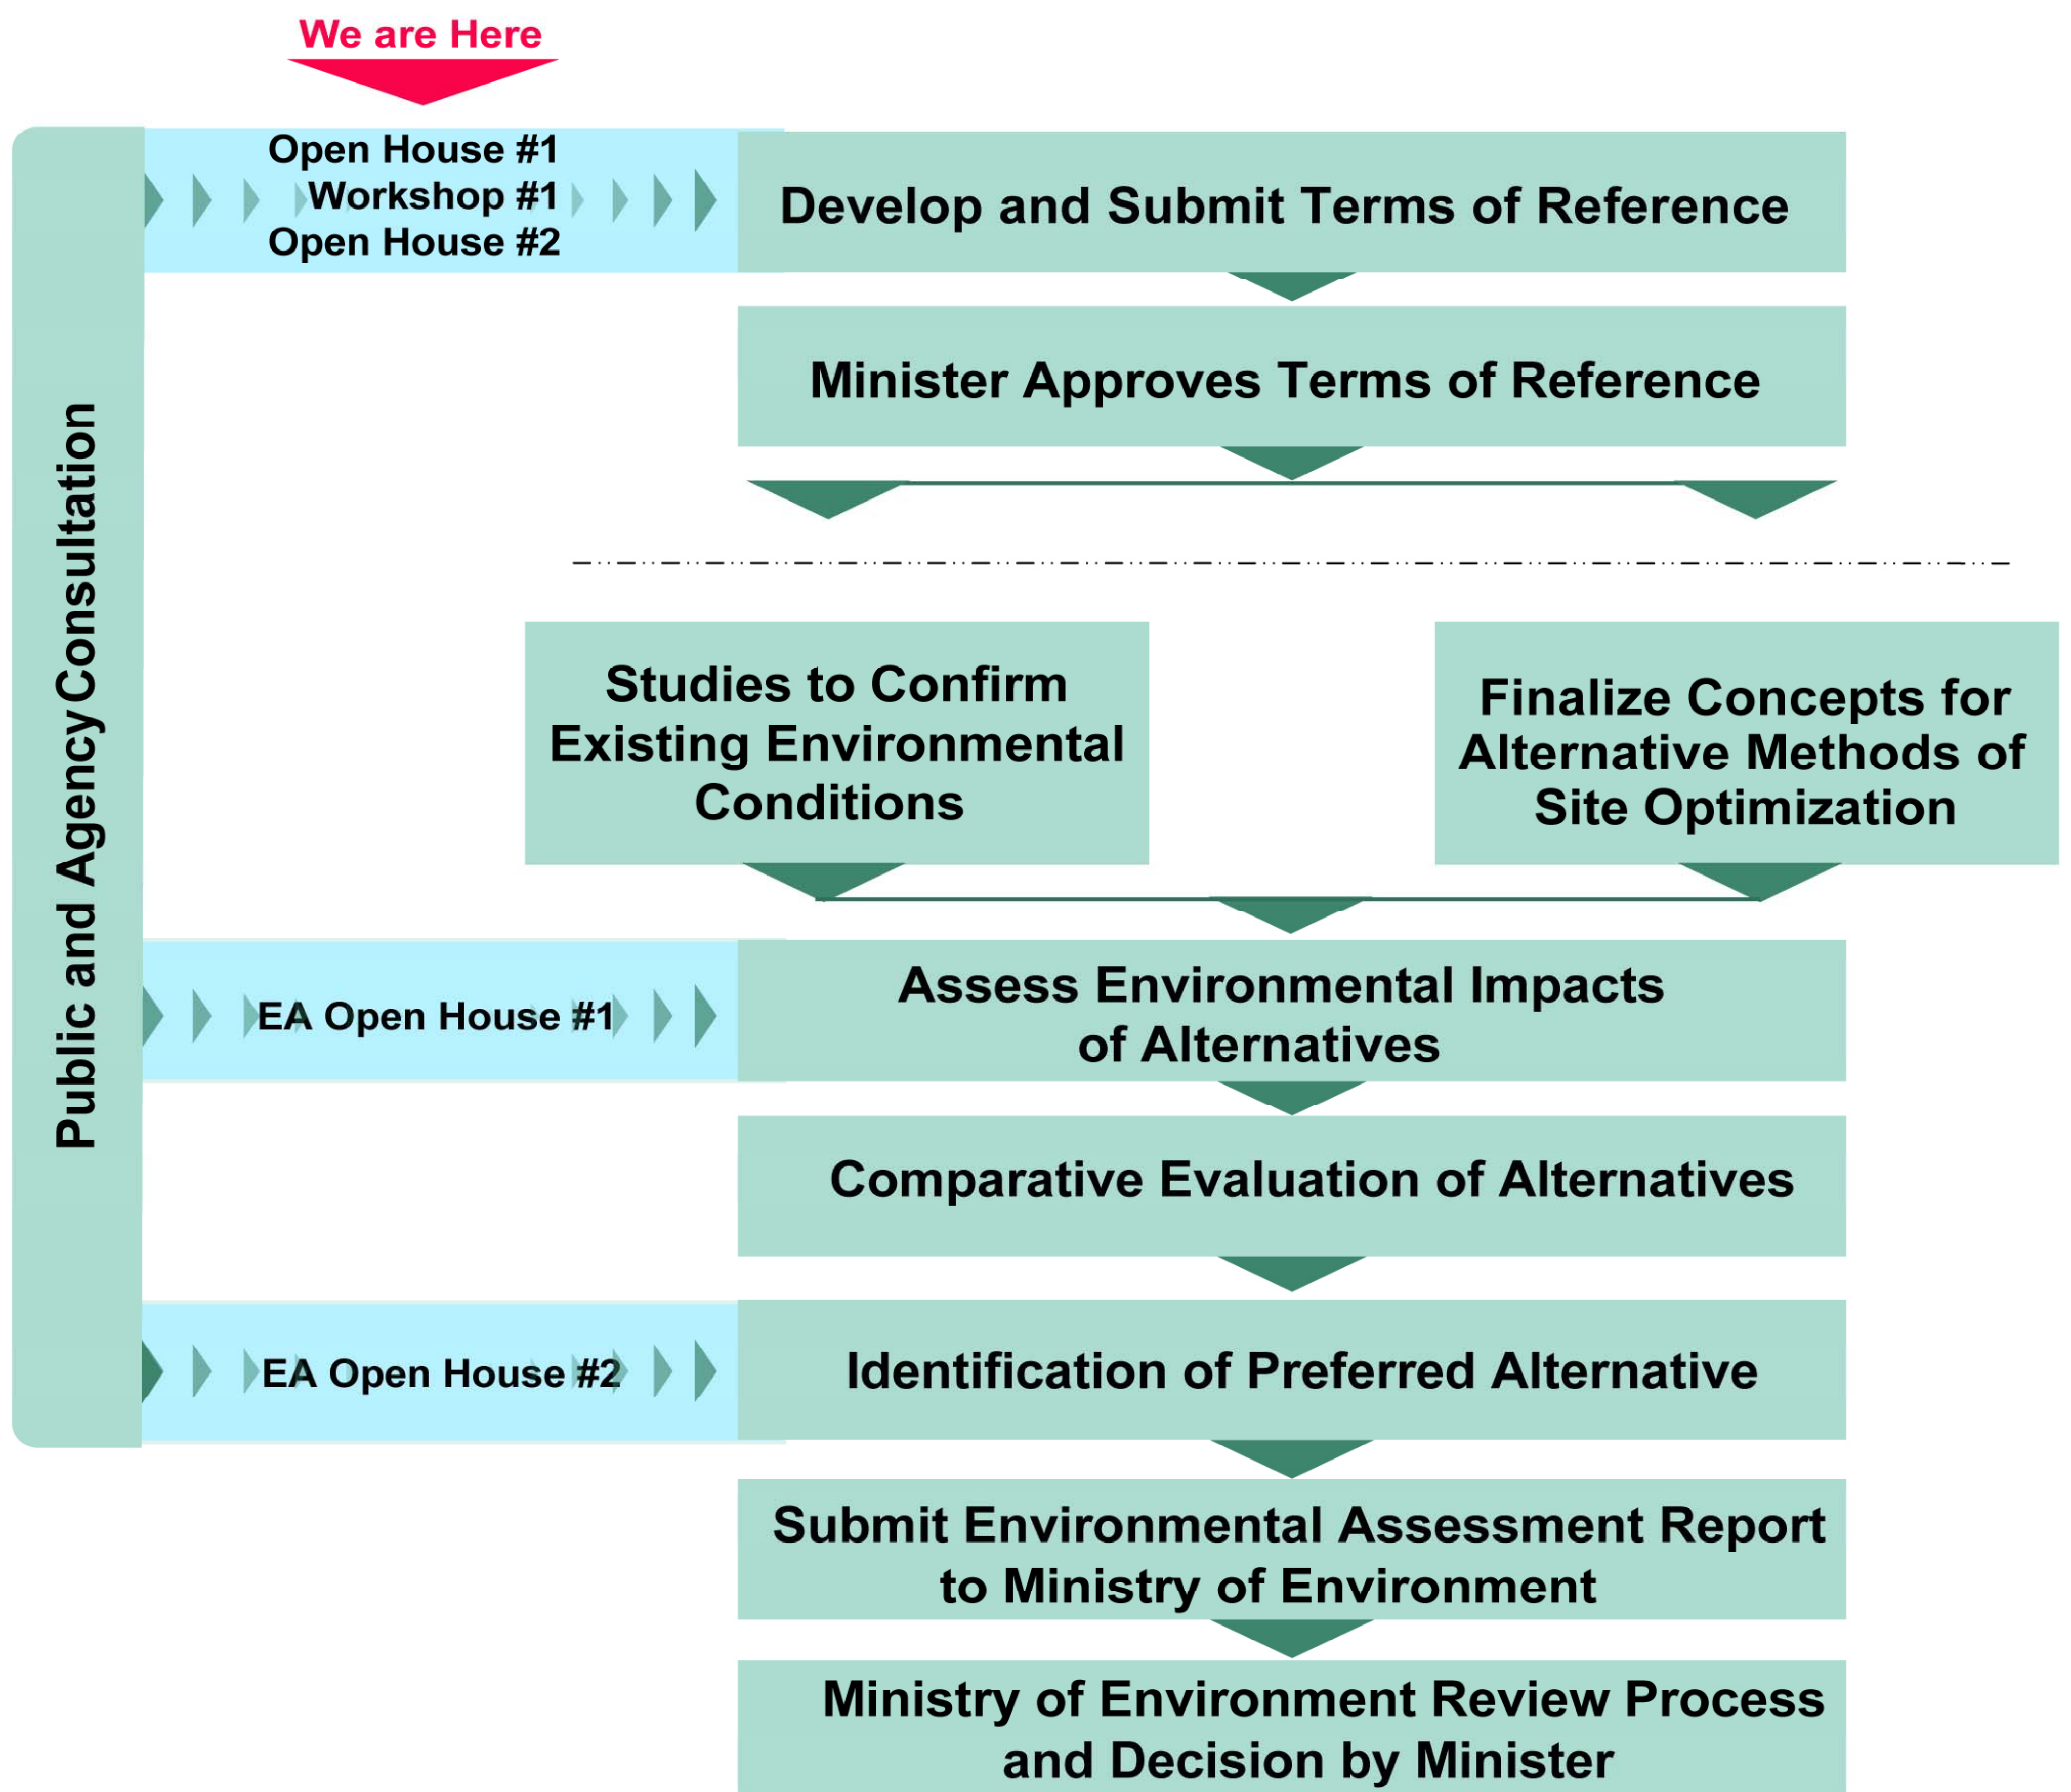 We are Here
Open House #1
Workshop #1
Open House #2
Develop and Submit Terms of Reference
Minister Approves Terms of Reference
Public and Agency Consultation
Studies to Confirm
Existing Environmental
Conditions
Finalize Concepts for
Alternative Methods of
Site Optimization
EA Open House #1
Assess Environmental Impacts
of Alternatives
Comparative Evaluation of Alternatives
EA Open House #2
Identification of Preferred Alternative
Submit Environmental Assessment Report
to Ministry of Environment
Ministry of Environment Review Process
and Decision by Minister